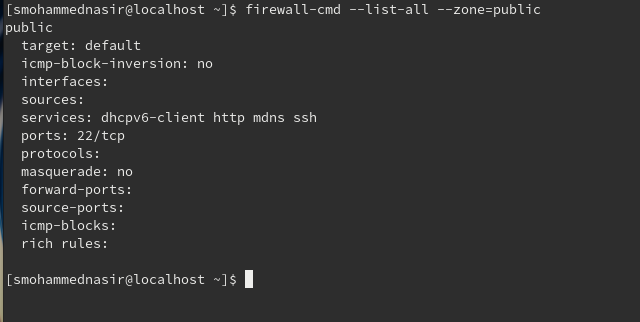 [smohammednasir@localhost ~]$ firewall-cmd --list-all --zone=public
public
  target: default
  icmp-block-inversion: no
  interfaces:
  sources:
  services: dhcpv6-client http mdns ssh
  ports: 22/tcp
  protocols:
  masquerade: no
  forward-ports:
  source-ports:
  icmp-blocks:
  rich rules:

[smohammednasir@localhost ~]$